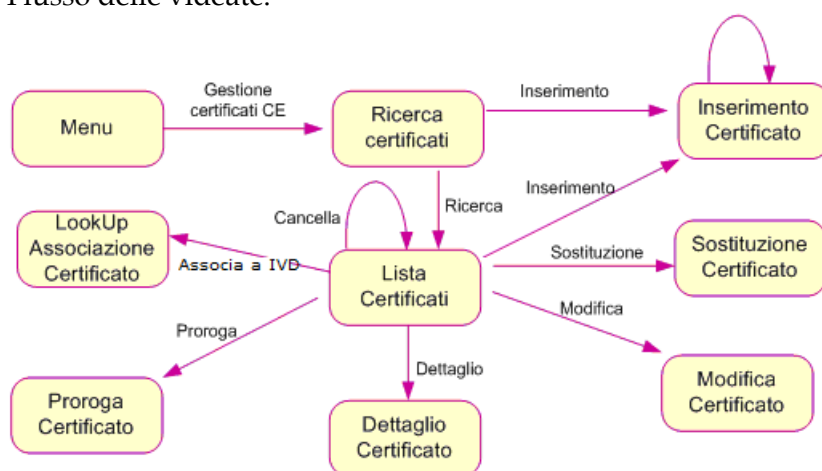 Flusso delle videate:
Gestione
certificati CE
Menu
Ricerca
certificati
Inserimento
Inserimento
Certificato
Inserimento
Ricerca
Cancella
LookUp
Associazione
Certificato
Associa a IVD
Lista
Certificati
Sostituzione
Sostituzione
Certificato
Modifica
Proroga
Dettaglio
Modifica
Certificato
Proroga
Certificato
Dettaglio
Certificato